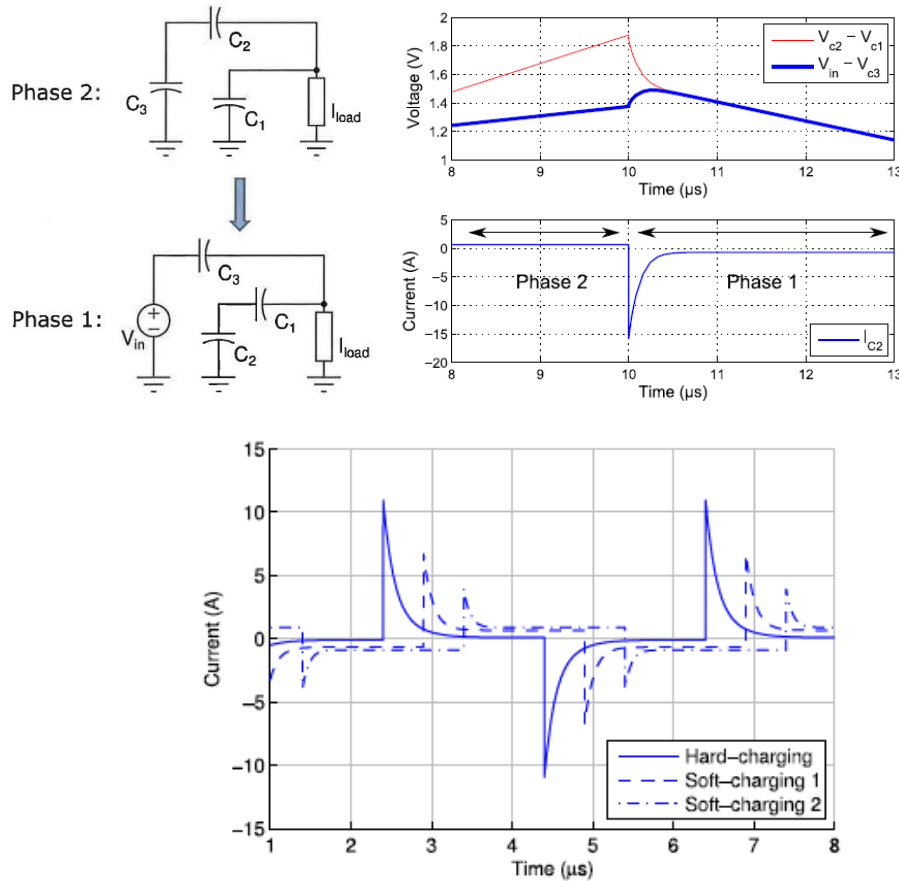 Phase 2:
C2
C3
C1
Iload
Phase 1:
Vin
C3
C1
C2
Iload
2
1.8
1.6
1.4
1.2
1
Voltage (V)
Vc2 − Vc1
Vin − Vc3
8 9 10 11 12 13
Time (μs)
5
0
−5
−10
−15
−20
Current (A)
Phase 2
Phase 1
IC2
8 9 10 11 12 13
Time (μs)
15
10
5
0
−5
−10
−15
Current (A)
Hard−charging
Soft−charging 1
Soft−charging 2
1 2 3 4 5 6 7 8
Time (μs)